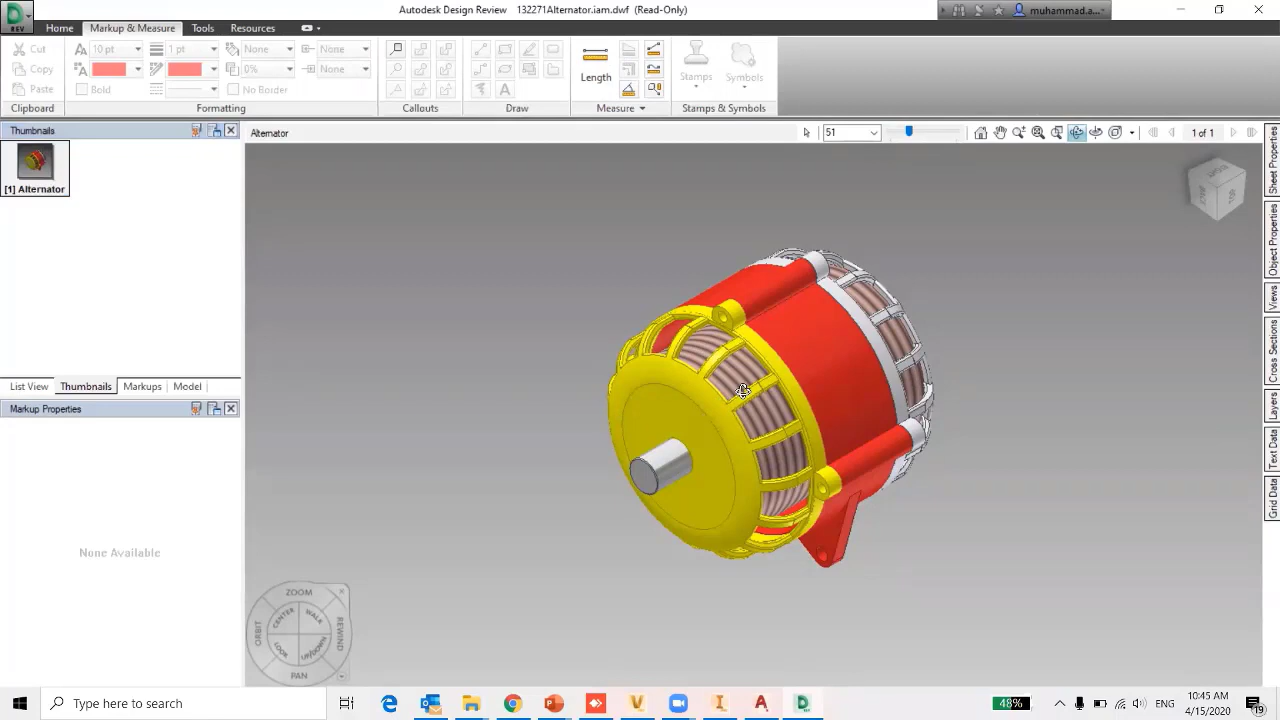 Autodesk Design Review 132271Alternator.iam.dwf (Read-Only)
muhammad.a...
REV
Home
Markup & Measure
Tools
Resources
Cut
10 pt
1 pt
None
None
Length
Stamps
Symbols
Copy
0%
None
Paste
Bold
No Border
Clipboard
Formatting
Callouts
Draw
Measure
Stamps & Symbols
Thumbnails
Alternator
51
1 of 1
[1] Alternator
Sheet Properties
Object Properties
Views
Cross Sections
Layers
Text Data
Grid Data
List View
Thumbnails
Markups
Model
Markup Properties
None Available
ZOOM
CENTER
WALK
ORBIT
REWIND
LOOK
UP/DOWN
PAN
Type here to search
48%
ENG
10:45 AM
4/15/2020
19